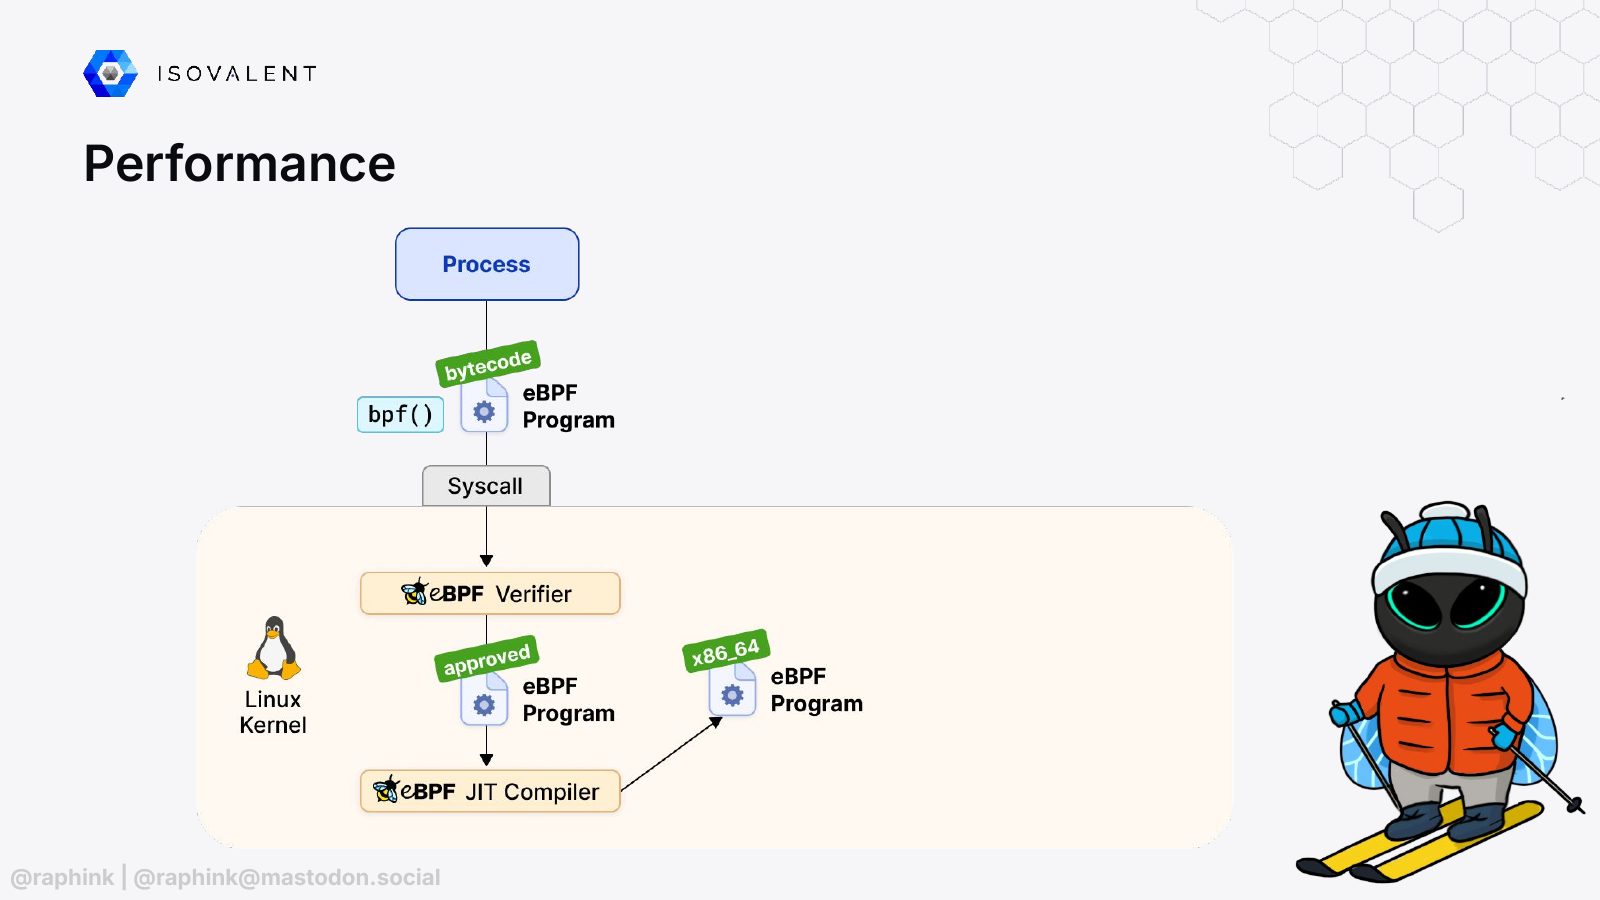 ISOVALENT
Performance
Process
bytecode
eBPF
Program
bpf()
Syscall
eBPF Verifier
approved
eBPF
Program
x86_64
eBPF
Program
Linux
Kernel
eBPF JIT Compiler
@raphink | @raphink@mastodon.social